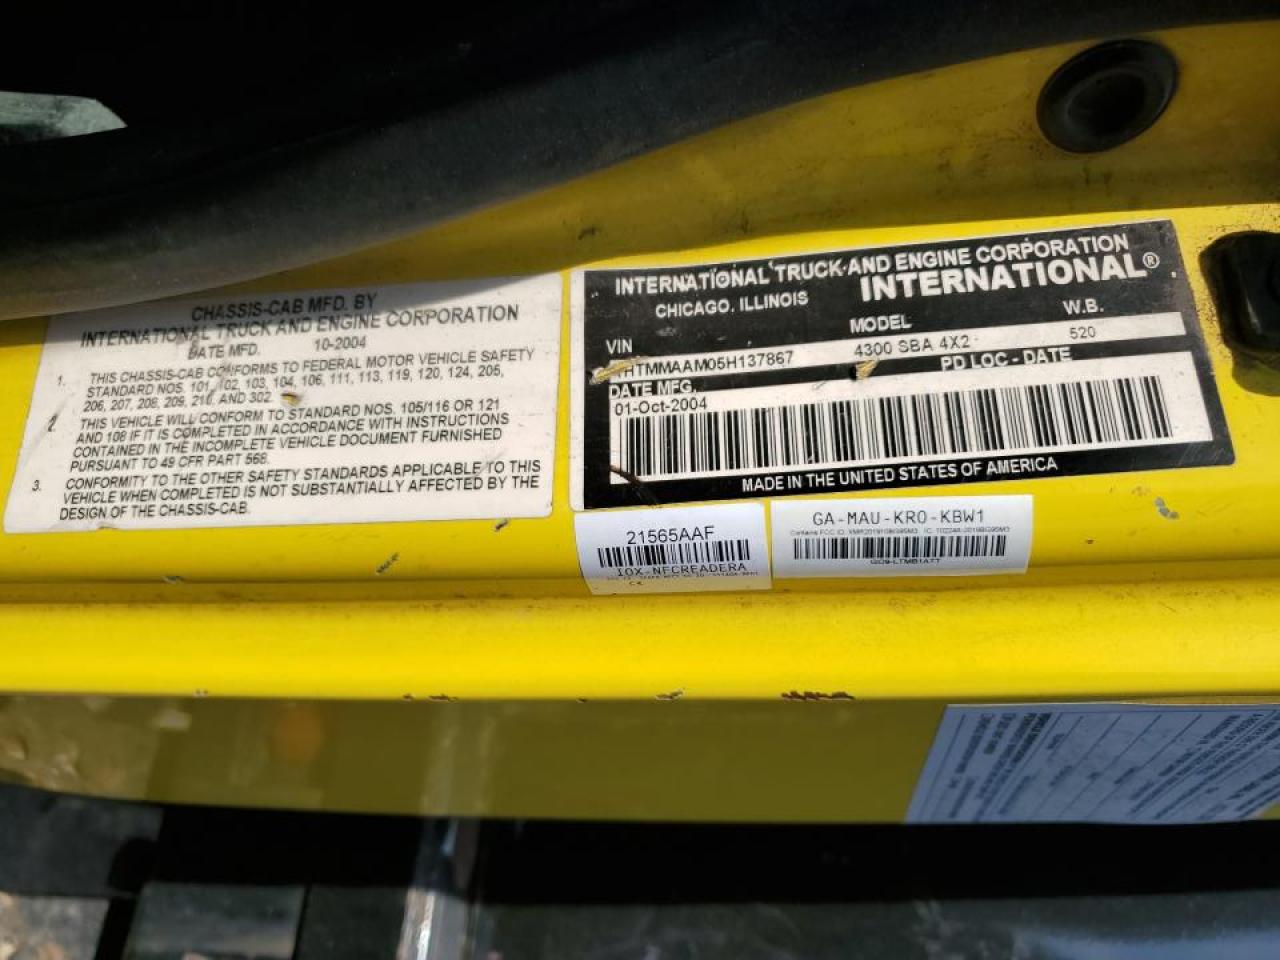 CHASSIS-CAB MFD. BY
INTERNATIONAL TRUCK AND ENGINE CORPORATION
DATE MFD. 10-2004
1. THIS CHASSIS-CAB CONFORMS TO FEDERAL MOTOR VEHICLE SAFETY
STANDARD NOS. 101, 102, 103, 104, 106, 111, 113, 119, 120, 124, 205,
206, 207, 208, 209, 210, AND 302.
2. THIS VEHICLE WILL CONFORM TO STANDARD NOS. 105/116 OR 121
AND 108 IF IT IS COMPLETED IN ACCORDANCE WITH INSTRUCTIONS
CONTAINED IN THE INCOMPLETE VEHICLE DOCUMENT FURNISHED
PURSUANT TO 49 CFR PART 568.
3. CONFORMITY TO THE OTHER SAFETY STANDARDS APPLICABLE TO THIS
VEHICLE WHEN COMPLETED IS NOT SUBSTANTIALLY AFFECTED BY THE
DESIGN OF THE CHASSIS-CAB.
INTERNATIONAL TRUCK AND ENGINE CORPORATION
CHICAGO, ILLINOIS INTERNATIONAL®
VIN MODEL W.B.
HTMMAAM05H137867 4300 SBA 4X2 520
DATE MFG. PD LOC - DATE
01-Oct-2004
MADE IN THE UNITED STATES OF AMERICA
21565AAF
IOX-NFCREADERA
CE
GA-MAU-KR0-KBW1